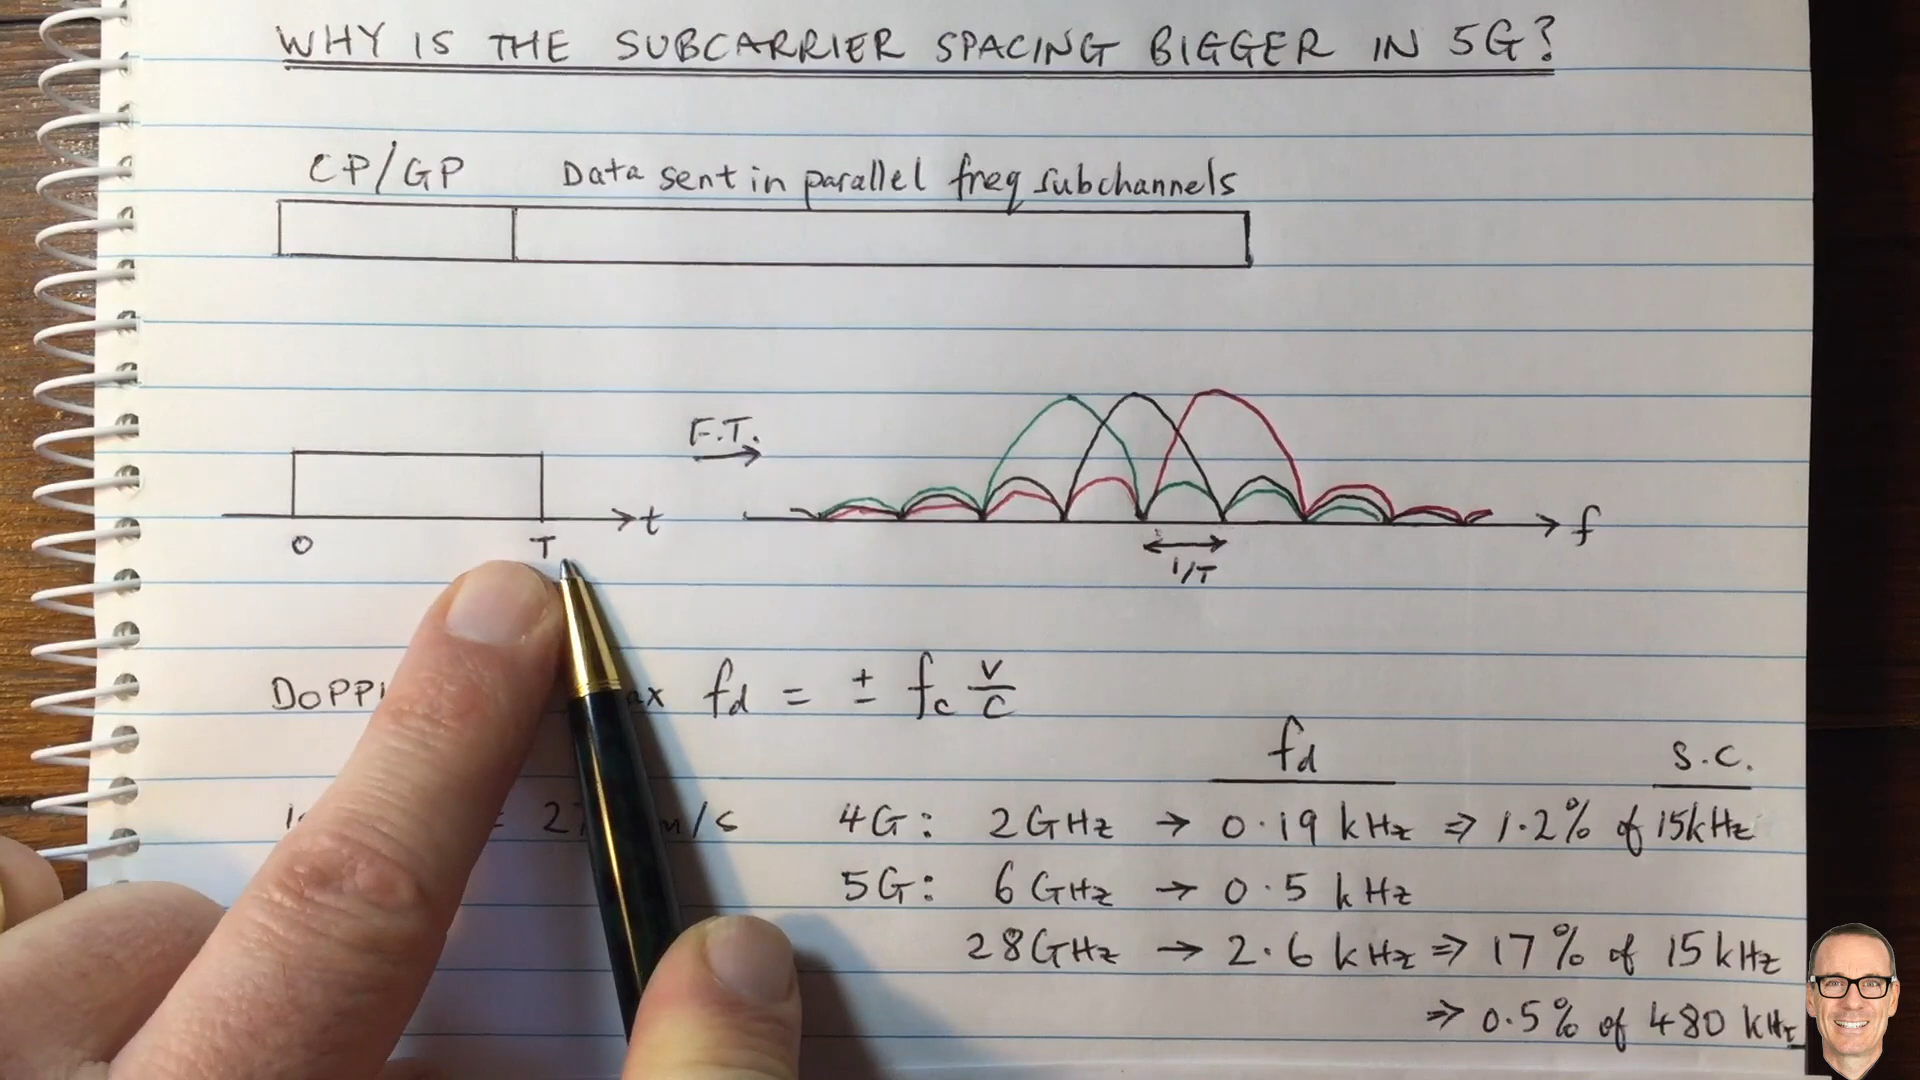 WHY IS THE SUBCARRIER SPACING BIGGER IN 5G?
CP/GP Data sent in parallel freq subchannels
F.T.
t
f
0 T
1/T
fd = ± fc v/c
fd s.c.
m/s 4G: 2GHz → 0.19 kHz ⇒ 1.2% of 15kHz
5G: 6 GHz → 0.5 kHz
28GHz → 2.6 kHz ⇒ 17% of 15 kHz
⇒ 0.5% of 480 kHz